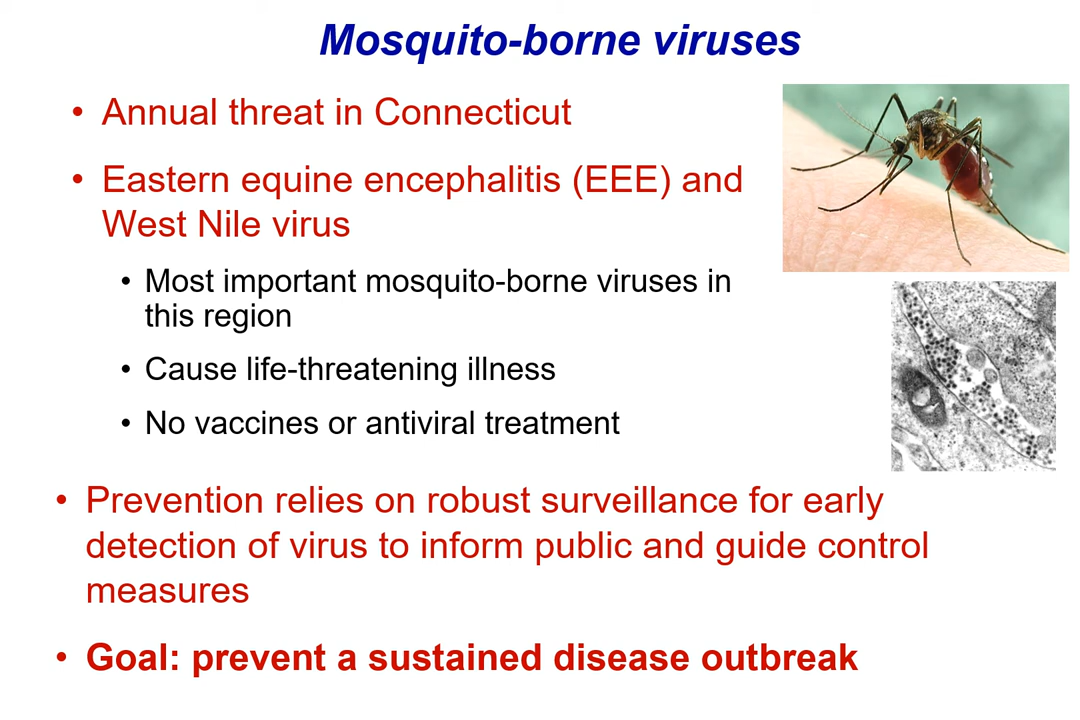 Mosquito-borne viruses
• Annual threat in Connecticut
• Eastern equine encephalitis (EEE) and
West Nile virus
• Most important mosquito-borne viruses in
this region
• Cause life-threatening illness
• No vaccines or antiviral treatment
• Prevention relies on robust surveillance for early
detection of virus to inform public and guide control
measures
• Goal: prevent a sustained disease outbreak